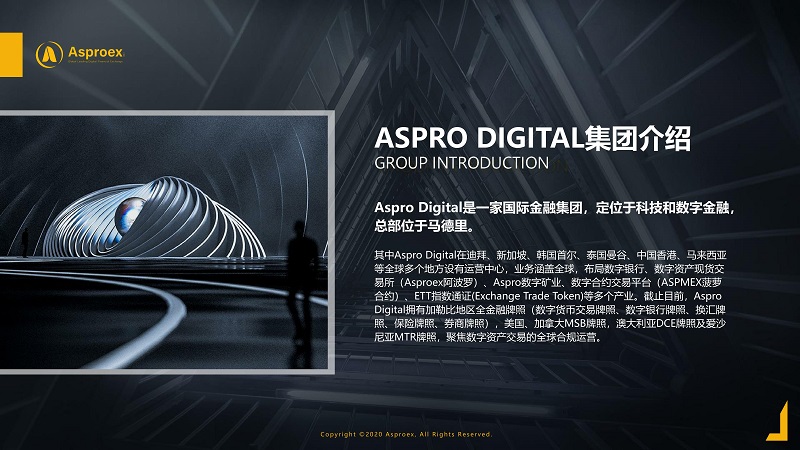 Asproex
ASPRO DIGITAL集团介绍
GROUP INTRODUCTION
Aspro Digital是一家国际金融集团，定位于科技和数字金融，
总部位于马德里。
其中Aspro Digital在迪拜、新加坡、韩国首尔、泰国曼谷、中国香港、马来西亚
等全球多个地方设有运营中心，业务涵盖全球，布局数字银行、数字资产现货交
易所（Asproex阿波罗）、Aspro数字矿业、数字合约交易平台（ASPMEX菠萝
合约）、ETT指数通证(Exchange Trade Token)等多个产业。截止目前，Aspro
Digital拥有加勒比地区全金融牌照（数字货币交易牌照、数字银行牌照、换汇牌
照、保险牌照、券商牌照），美国、加拿大MSB牌照，澳大利亚DCE牌照及爱沙
尼亚MTR牌照，聚焦数字资产交易的全球合规运营。
Copyright ©2020 Asproex, All Rights Reserved.